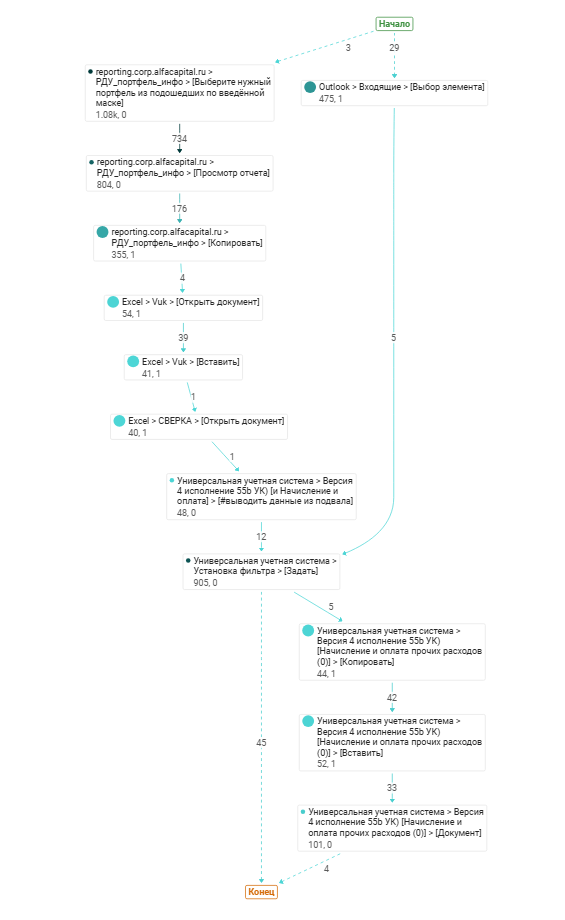 Начало
3
29
reporting.corp.alfacapital.ru >
РДУ_портфель_инфо > [Выберите нужный
портфель из подошедших по введённой
маске]
1.08k, 0
Outlook > Входящие > [Выбор элемента]
475, 1
734
reporting.corp.alfacapital.ru >
РДУ_портфель_инфо > [Просмотр отчета]
804, 0
176
reporting.corp.alfacapital.ru >
РДУ_портфель_инфо > [Копировать]
355, 1
4
Excel > Vuk > [Открыть документ]
54, 1
39
5
Excel > Vuk > [Вставить]
41, 1
1
Excel > СВЕРКА > [Открыть документ]
40, 1
1
Универсальная учетная система > Версия
4 исполнение 55b УК) [и Начисление и
оплата] > [#выводить данные из подвала]
48, 0
12
Универсальная учетная система >
Установка фильтра > [Задать]
905, 0
5
Универсальная учетная система >
Версия 4 исполнение 55b УК)
[Начисление и оплата прочих расходов
(0)] > [Копировать]
44, 1
42
Универсальная учетная система >
Версия 4 исполнение 55b УК)
[Начисление и оплата прочих расходов
(0)] > [Вставить]
52, 1
45
33
Универсальная учетная система > Версия
4 исполнение 55b УК) [Начисление и
оплата прочих расходов (0)] > [Документ]
101, 0
4
Конец